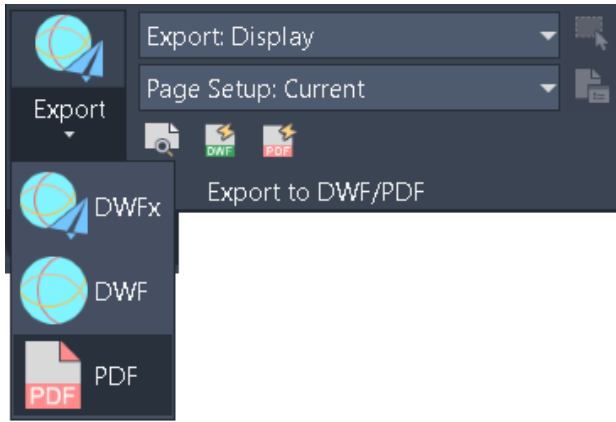 Export: Display
Page Setup: Current
Export
DWF PDF
Export to DWF/PDF
DWFx
DWF
PDF PDF